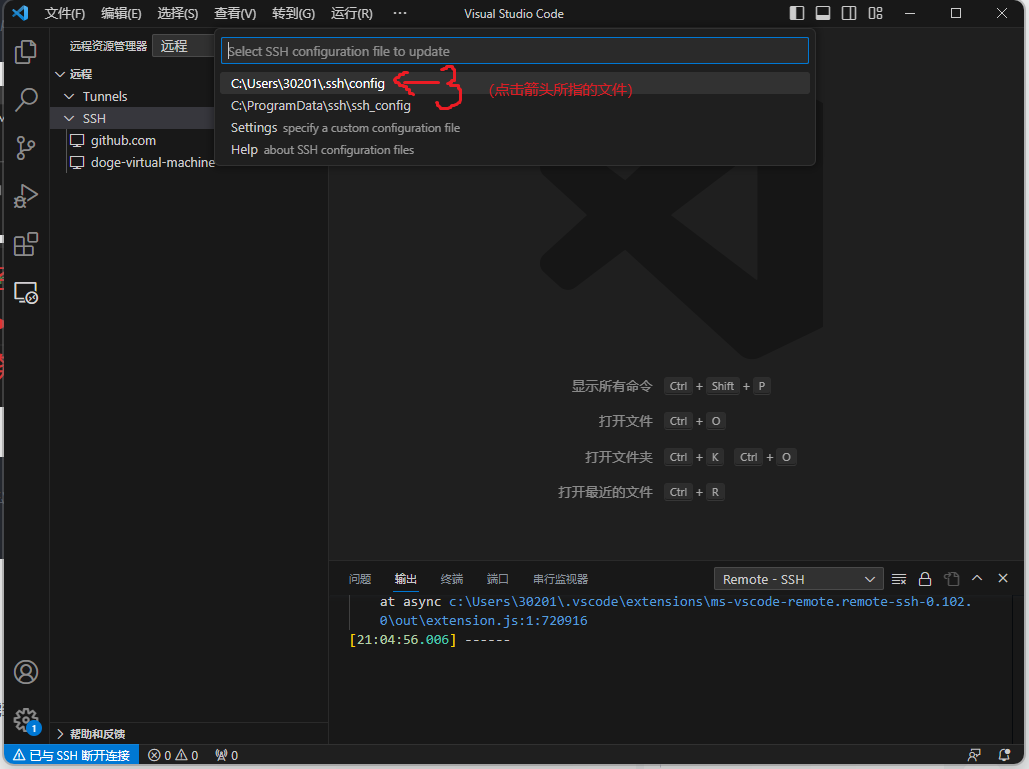 文件(F) 编辑(E) 选择(S) 查看(V) 转到(G) 运行(R) ··· Visual Studio Code
远程资源管理器 远程
Select SSH configuration file to update
C:\Users\30201\.ssh\config 3 (点击箭头所指的文件)
C:\ProgramData\ssh\ssh_config
Settings specify a custom configuration file
Help about SSH configuration files
远程
Tunnels
SSH
github.com
doge-virtual-machine
显示所有命令 Ctrl + Shift + P
打开文件 Ctrl + O
打开文件夹 Ctrl + K Ctrl + O
打开最近的文件 Ctrl + R
问题 输出 终端 端口 串行监视器 Remote - SSH
at async c:\Users\30201\.vscode\extensions\ms-vscode-remote.remote-ssh-0.102.
0\out\extension.js:1:720916
[21:04:56.006] ------
1
帮助和反馈
已与 SSH 断开连接 0 0 0